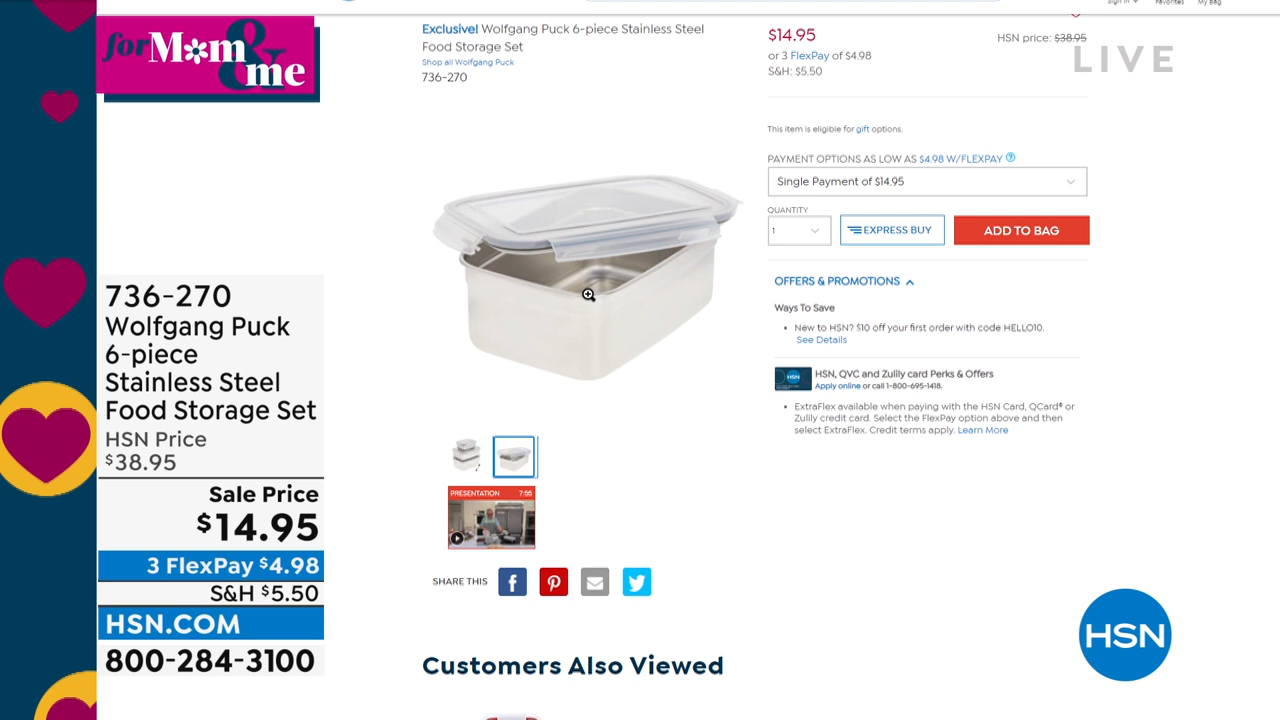 Sign In
Favorites
My Bag
for Mom
& me
736-270
Wolfgang Puck
6-piece
Stainless Steel
Food Storage Set
HSN Price
$38.95
Sale Price
$14.95
3 FlexPay $4.98
S&H $5.50
HSN.COM
800-284-3100
Exclusive! Wolfgang Puck 6-piece Stainless Steel
Food Storage Set
Shop all Wolfgang Puck
736-270
PRESENTATION 7:55
SHARE THIS
Customers Also Viewed
$14.95
HSN price: $38.95
or 3 FlexPay of $4.98
S&H: $5.50
LIVE
This item is eligible for gift options.
PAYMENT OPTIONS AS LOW AS $4.98 W/FLEXPAY ?
Single Payment of $14.95
QUANTITY
1
EXPRESS BUY
ADD TO BAG
OFFERS & PROMOTIONS
Ways To Save
New to HSN? $10 off your first order with code HELLO10.
See Details
HSN
HSN, QVC and Zulily card Perks & Offers
Apply online or call 1-800-695-1418.
ExtraFlex available when paying with the HSN Card, QCard® or
Zulily credit card. Select the FlexPay option above and then
select ExtraFlex. Credit terms apply. Learn More
HSN